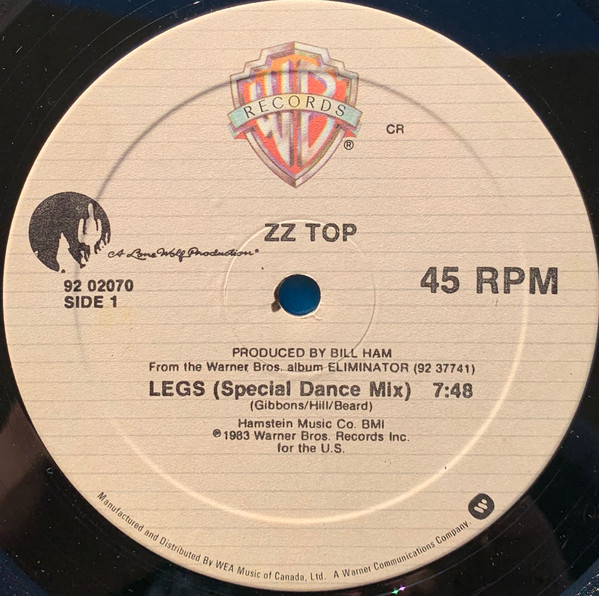 WB
RECORDS
®
CR
ZZ TOP
A Lone Wolf Production®
92 02070
SIDE 1
45 RPM
PRODUCED BY BILL HAM
From the Warner Bros. album ELIMINATOR (92 37741)
LEGS (Special Dance Mix) 7:48
(Gibbons/Hill/Beard)
Hamstein Music Co. BMI
℗1983 Warner Bros. Records Inc.
for the U.S.
Manufactured and Distributed By WEA Music of Canada, Ltd. A Warner Communications Company.